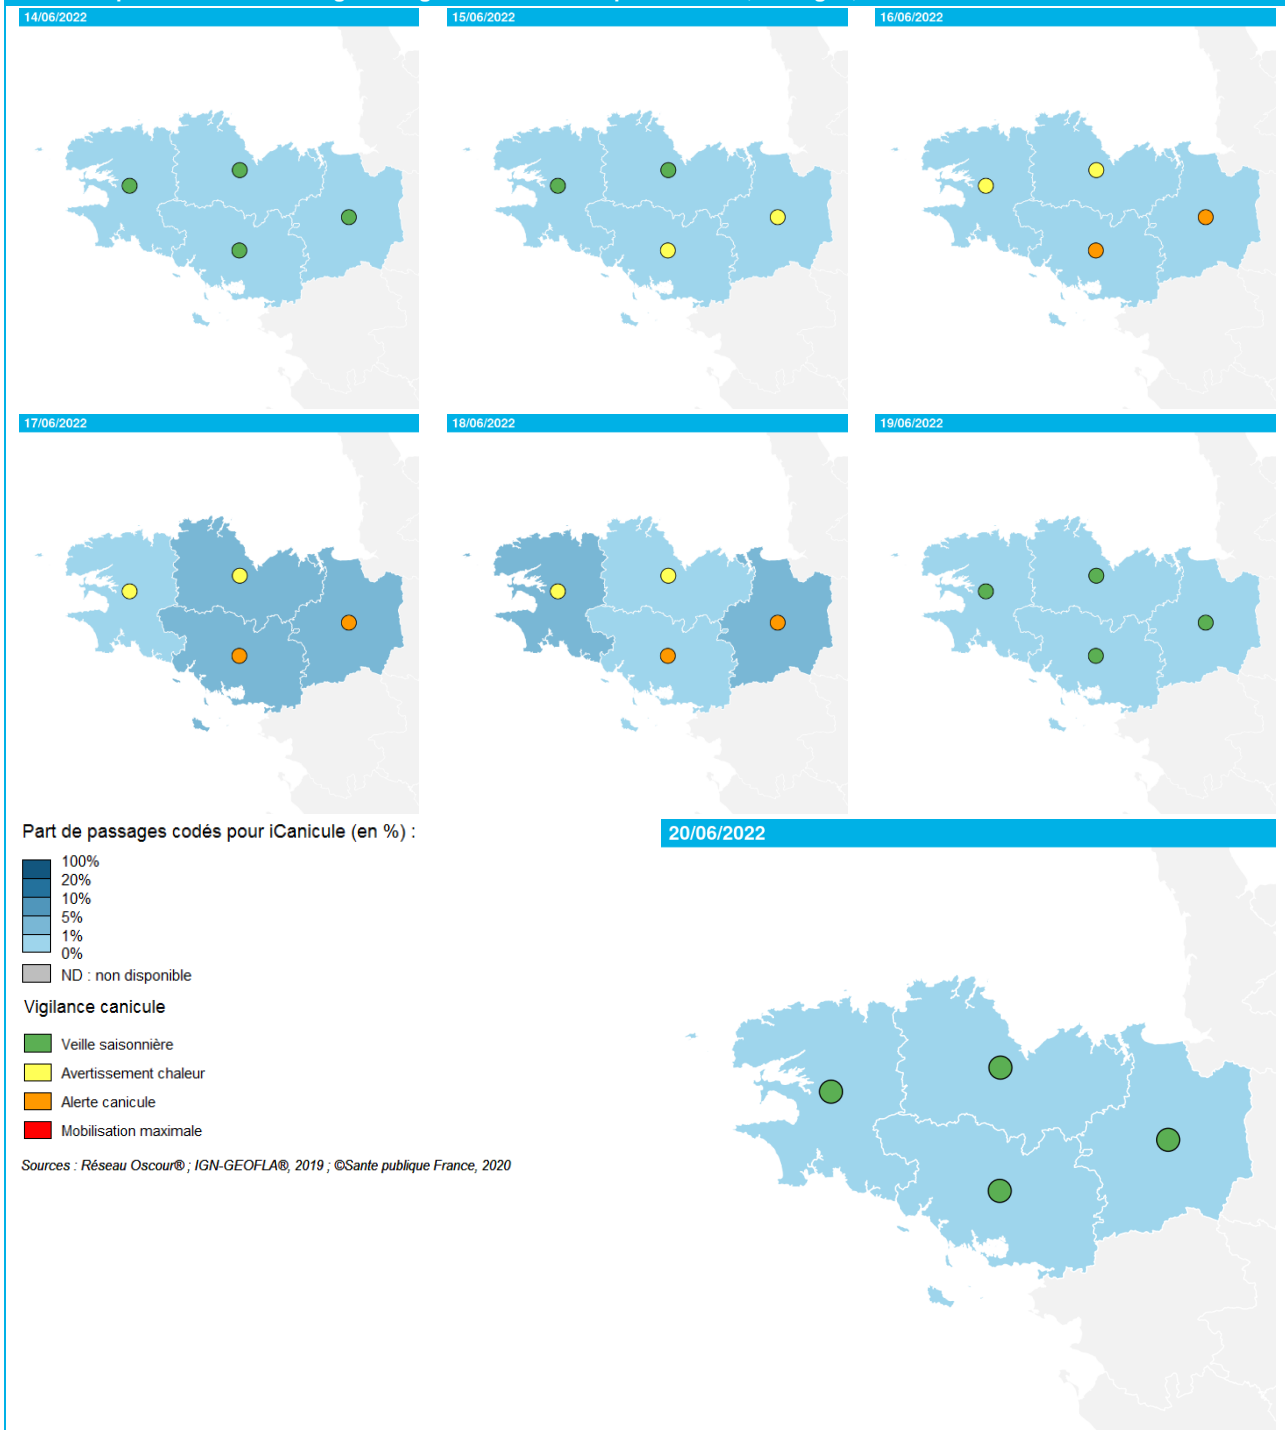 14/06/2022
15/06/2022
16/06/2022
17/06/2022
18/06/2022
19/06/2022
Part de passages codés pour iCanicule (en %) :
100%
20%
10%
5%
1%
0%
ND : non disponible
Vigilance canicule
Veille saisonnière
Avertissement chaleur
Alerte canicule
Mobilisation maximale
Sources : Réseau Oscour® ; IGN-GEOFLA®, 2019 ; ©Sante publique France, 2020
20/06/2022